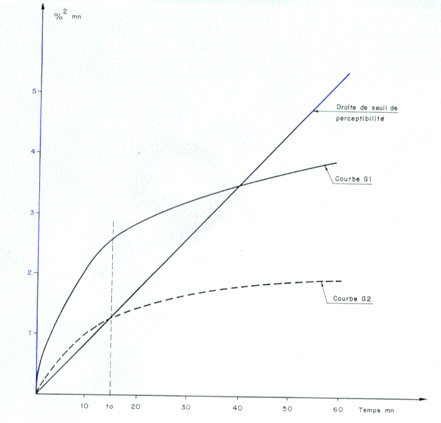 %² mn
5
Droite de seuil de
perceptibilité
4
Courbe G1
3
2
Courbe G2
1
10 to 20 30 40 50 60 Temps mn